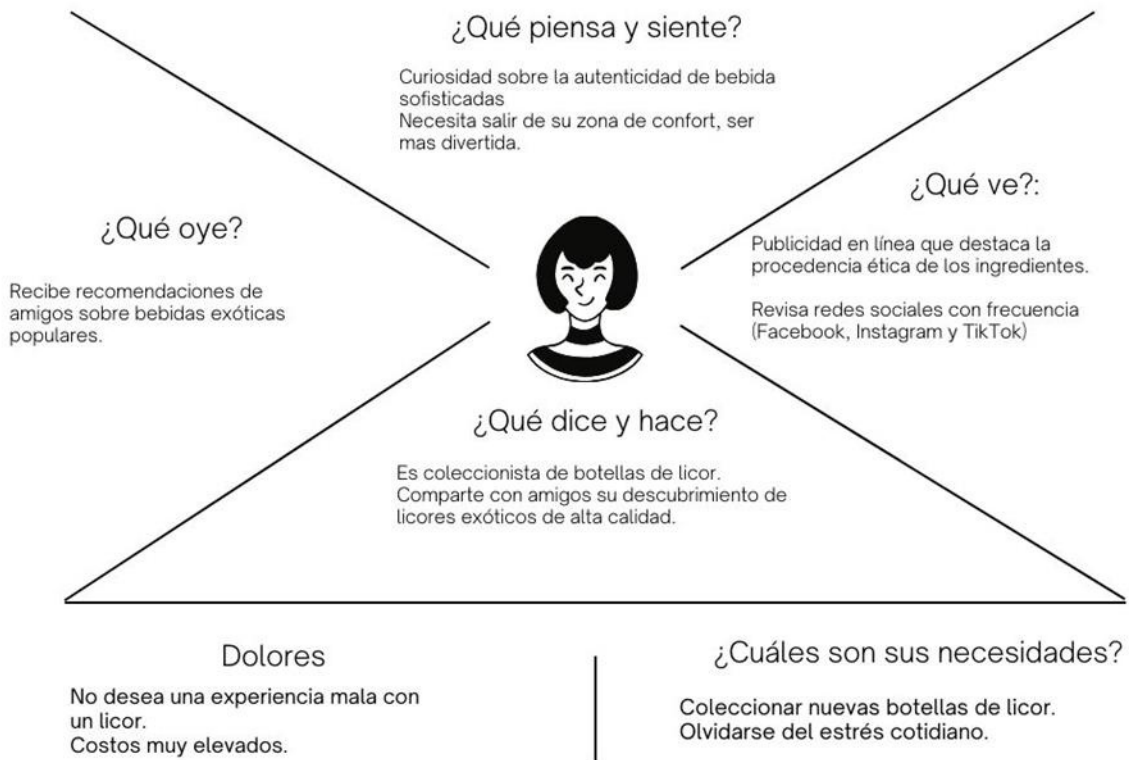 ¿Qué piensa y siente?
Curiosidad sobre la autenticidad de bebida
sofisticadas
Necesita salir de su zona de confort, ser
mas divertida.
¿Qué oye?
Recibe recomendaciones de
amigos sobre bebidas exóticas
populares.
¿Qué ve?:
Publicidad en línea que destaca la
procedencia ética de los ingredientes.
Revisa redes sociales con frecuencia
(Facebook, Instagram y TikTok)
¿Qué dice y hace?
Es coleccionista de botellas de licor.
Comparte con amigos su descubrimiento de
licores exóticos de alta calidad.
Dolores
No desea una experiencia mala con
un licor.
Costos muy elevados.
¿Cuáles son sus necesidades?
Coleccionar nuevas botellas de licor.
Olvidarse del estrés cotidiano.